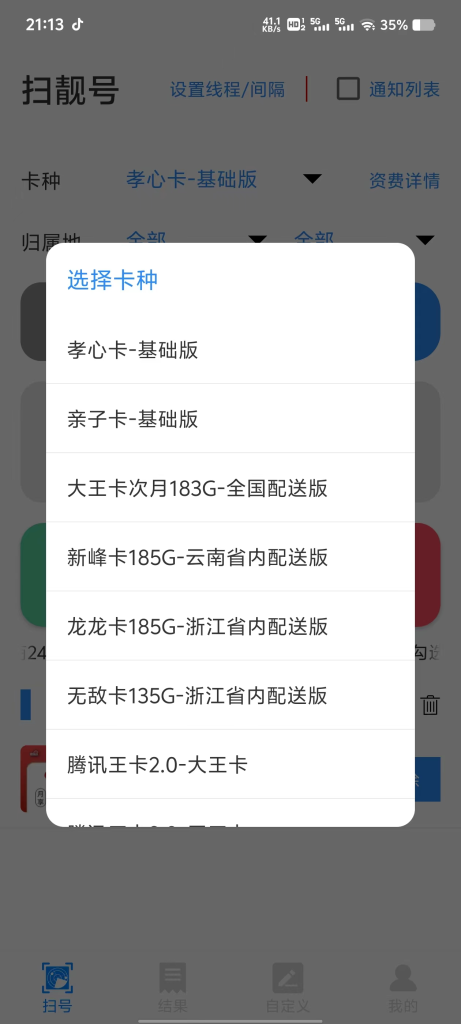 21:13
41.1 KB/s HD 1 2 5G 5G 35%
扫靓号 设置线程/间隔 通知列表
卡种 孝心卡-基础版 资费详情
归属地 全部 全部
选择卡种
孝心卡-基础版
亲子卡-基础版
大王卡次月183G-全国配送版
新峰卡185G-云南省内配送版
龙龙卡185G-浙江省内配送版
无敌卡135G-浙江省内配送版
腾讯王卡2.0-大王卡
24
勾
月
享
扫号 结果 自定义 我的